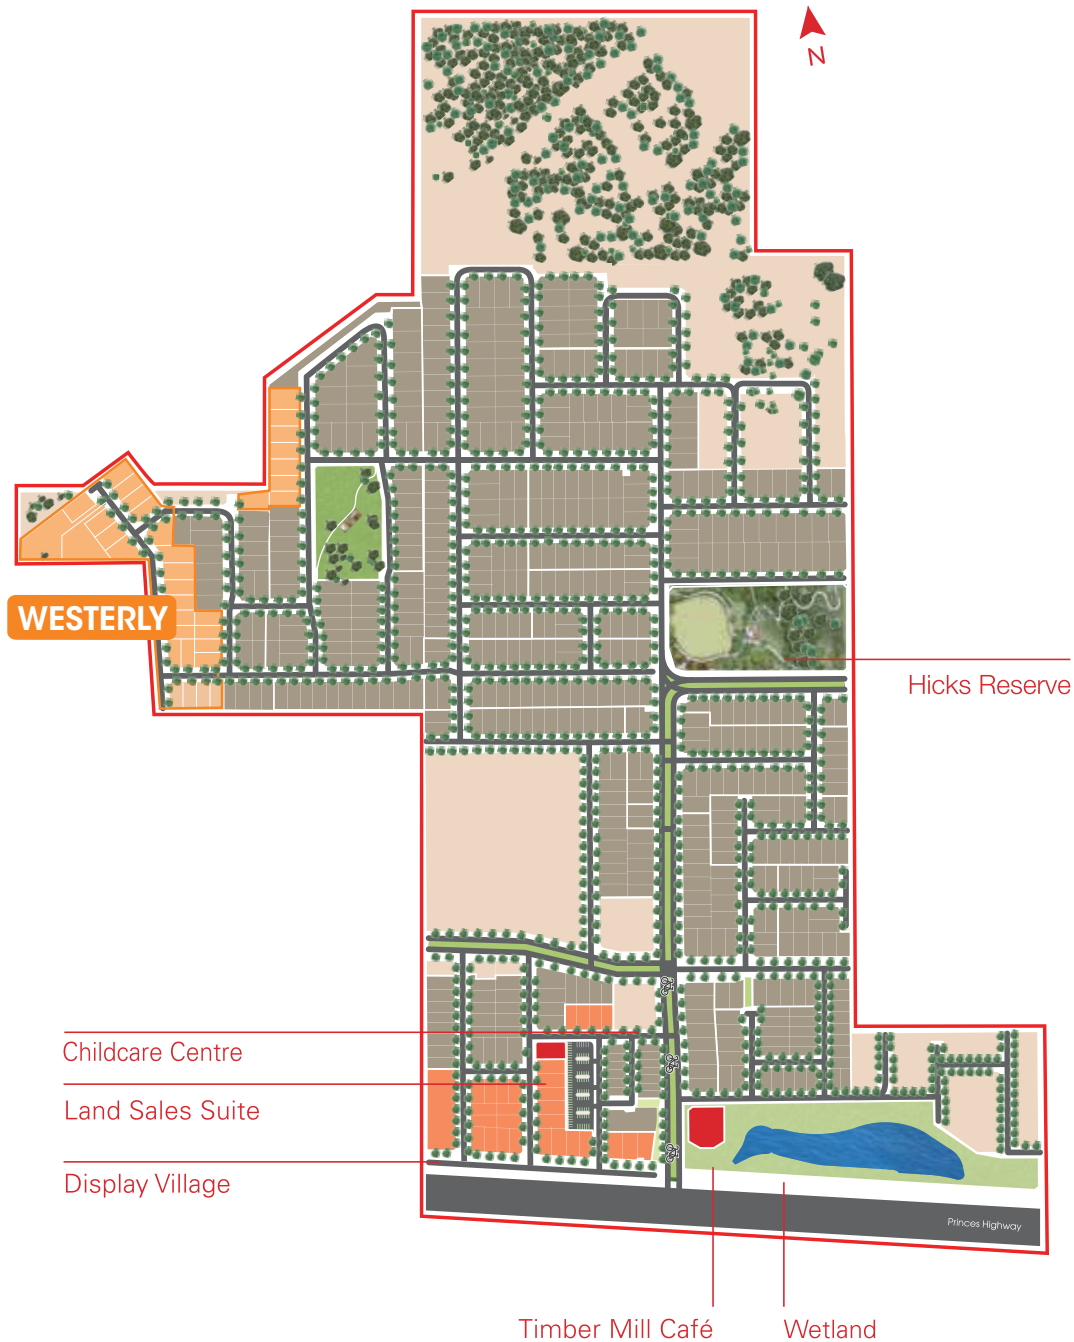 N
WESTERLY
Hicks Reserve
Childcare Centre
Land Sales Suite
Display Village
Princes Highway
Timber Mill Café
Wetland